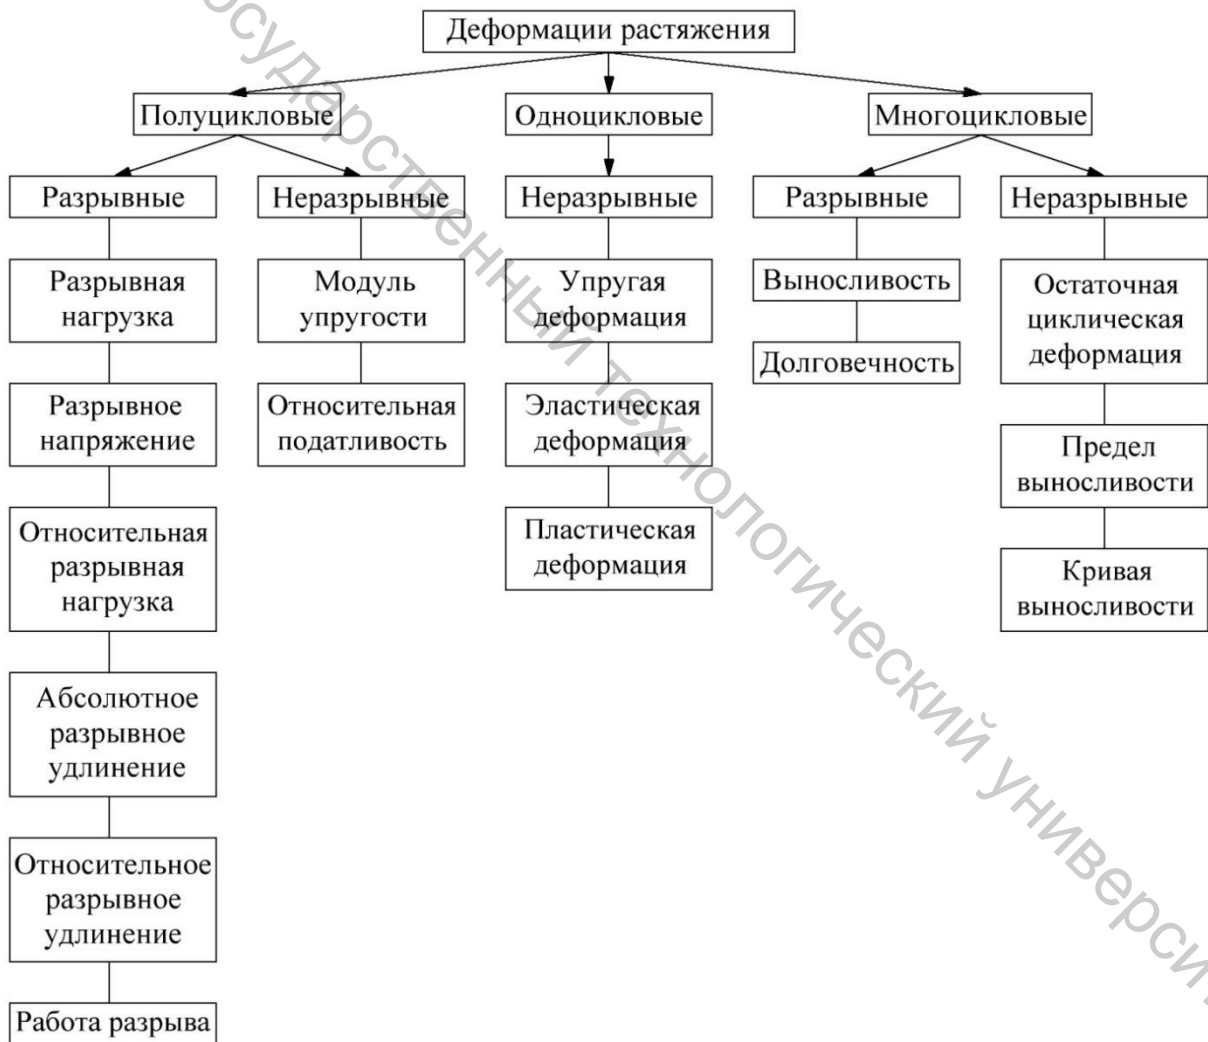 Деформации растяжения
Полуцикловые
Одноцикловые
Многоцикловые
Разрывные
Неразрывные
Неразрывные
Разрывные
Неразрывные
Разрывная
нагрузка
Разрывное
напряжение
Относительная
разрывная
нагрузка
Абсолютное
разрывное
удлинение
Относительное
разрывное
удлинение
Работа разрыва
Модуль
упругости
Относительная
податливость
Упругая
деформация
Эластическая
деформация
Пластическая
деформация
Выносливость
Долговечность
Остаточная
циклическая
деформация
Предел
выносливости
Кривая
выносливости
государственный технологический